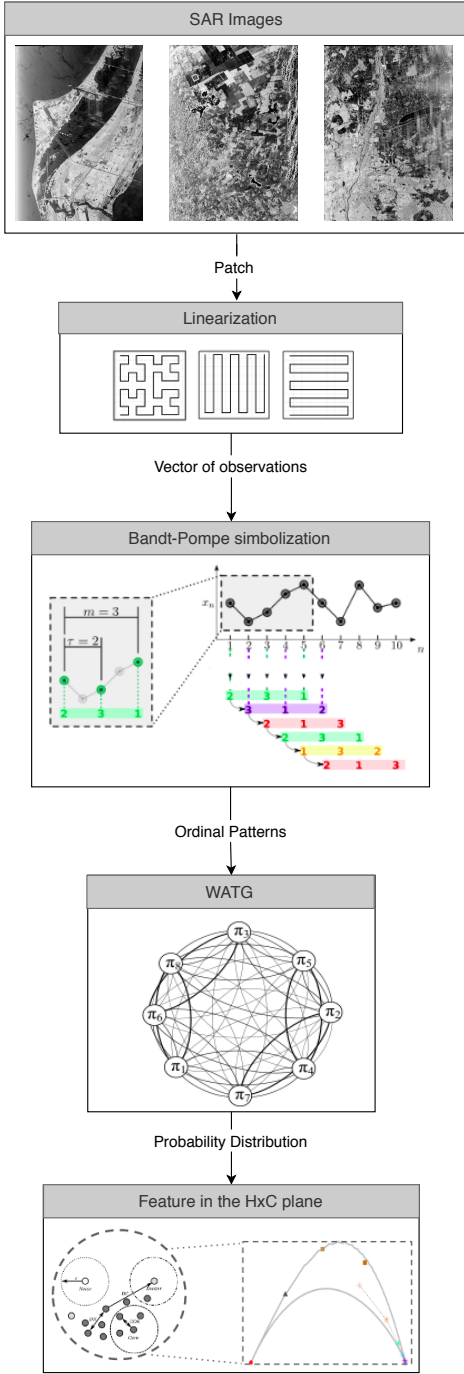 SAR Images
Patch
Linearization
Vector of observations
Bandt-Pompe simbolization
m = 3
τ = 2
2 3 1
xₙ
1 2 3 4 5 6 7 8 9 10 n
2 3 1
3 1 2
2 1 3
2 3 1
1 3 2
2 1 3
Ordinal Patterns
WATG
π3
π8 π5
π6 π2
π1 π4
π7
Probability Distribution
Feature in the HxC plane
Noise
Core